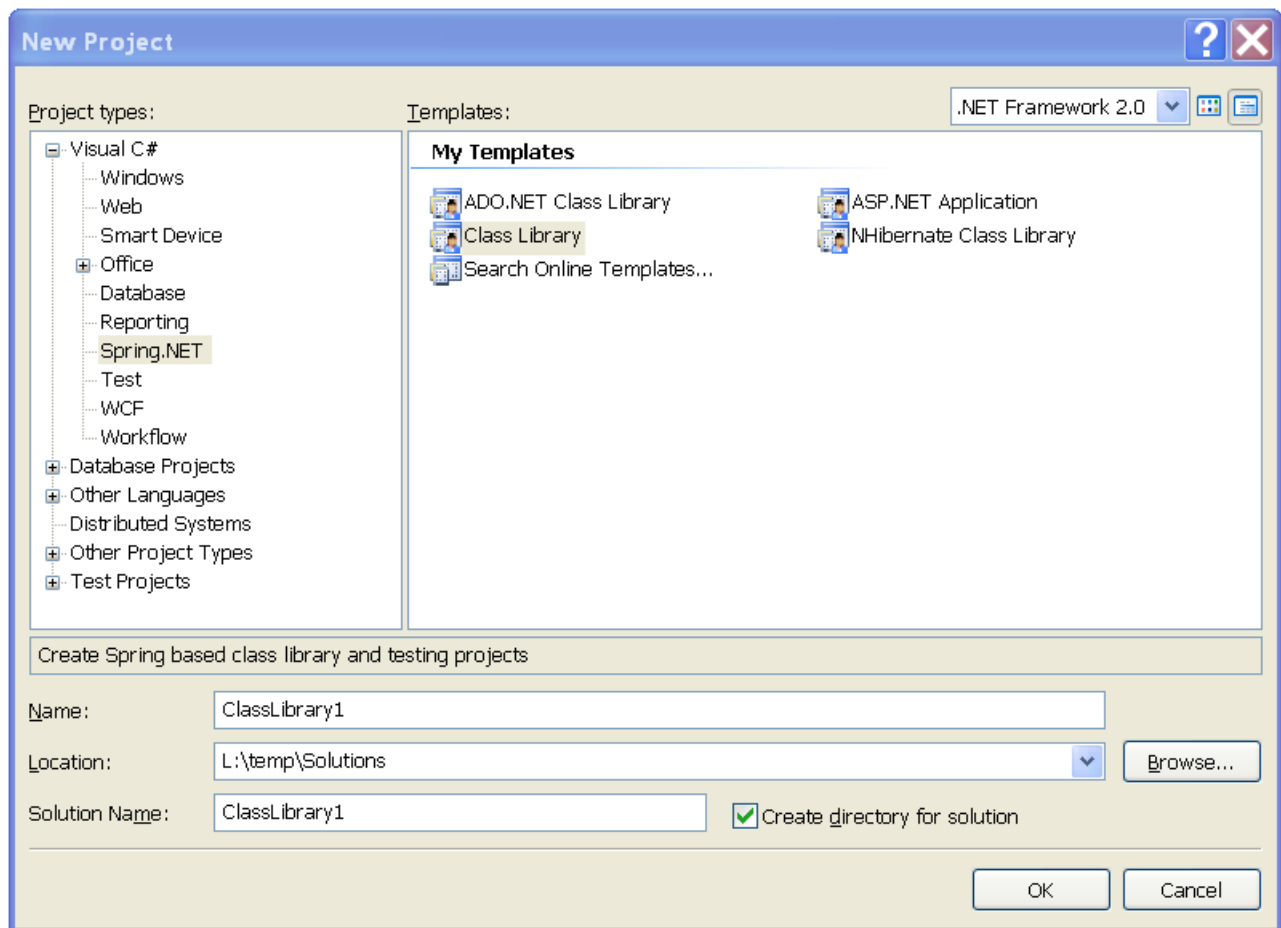 New Project
Project types:
Templates:
.NET Framework 2.0
Visual C#
Windows
Web
Smart Device
Office
Database
Reporting
Spring.NET
Test
WCF
Workflow
Database Projects
Other Languages
Distributed Systems
Other Project Types
Test Projects
My Templates
ADO.NET Class Library
ASP.NET Application
Class Library
NHibernate Class Library
Search Online Templates...
Create Spring based class library and testing projects
Name:
ClassLibrary1
Location:
L:\temp\Solutions
Browse...
Solution Name:
ClassLibrary1
Create directory for solution
OK
Cancel